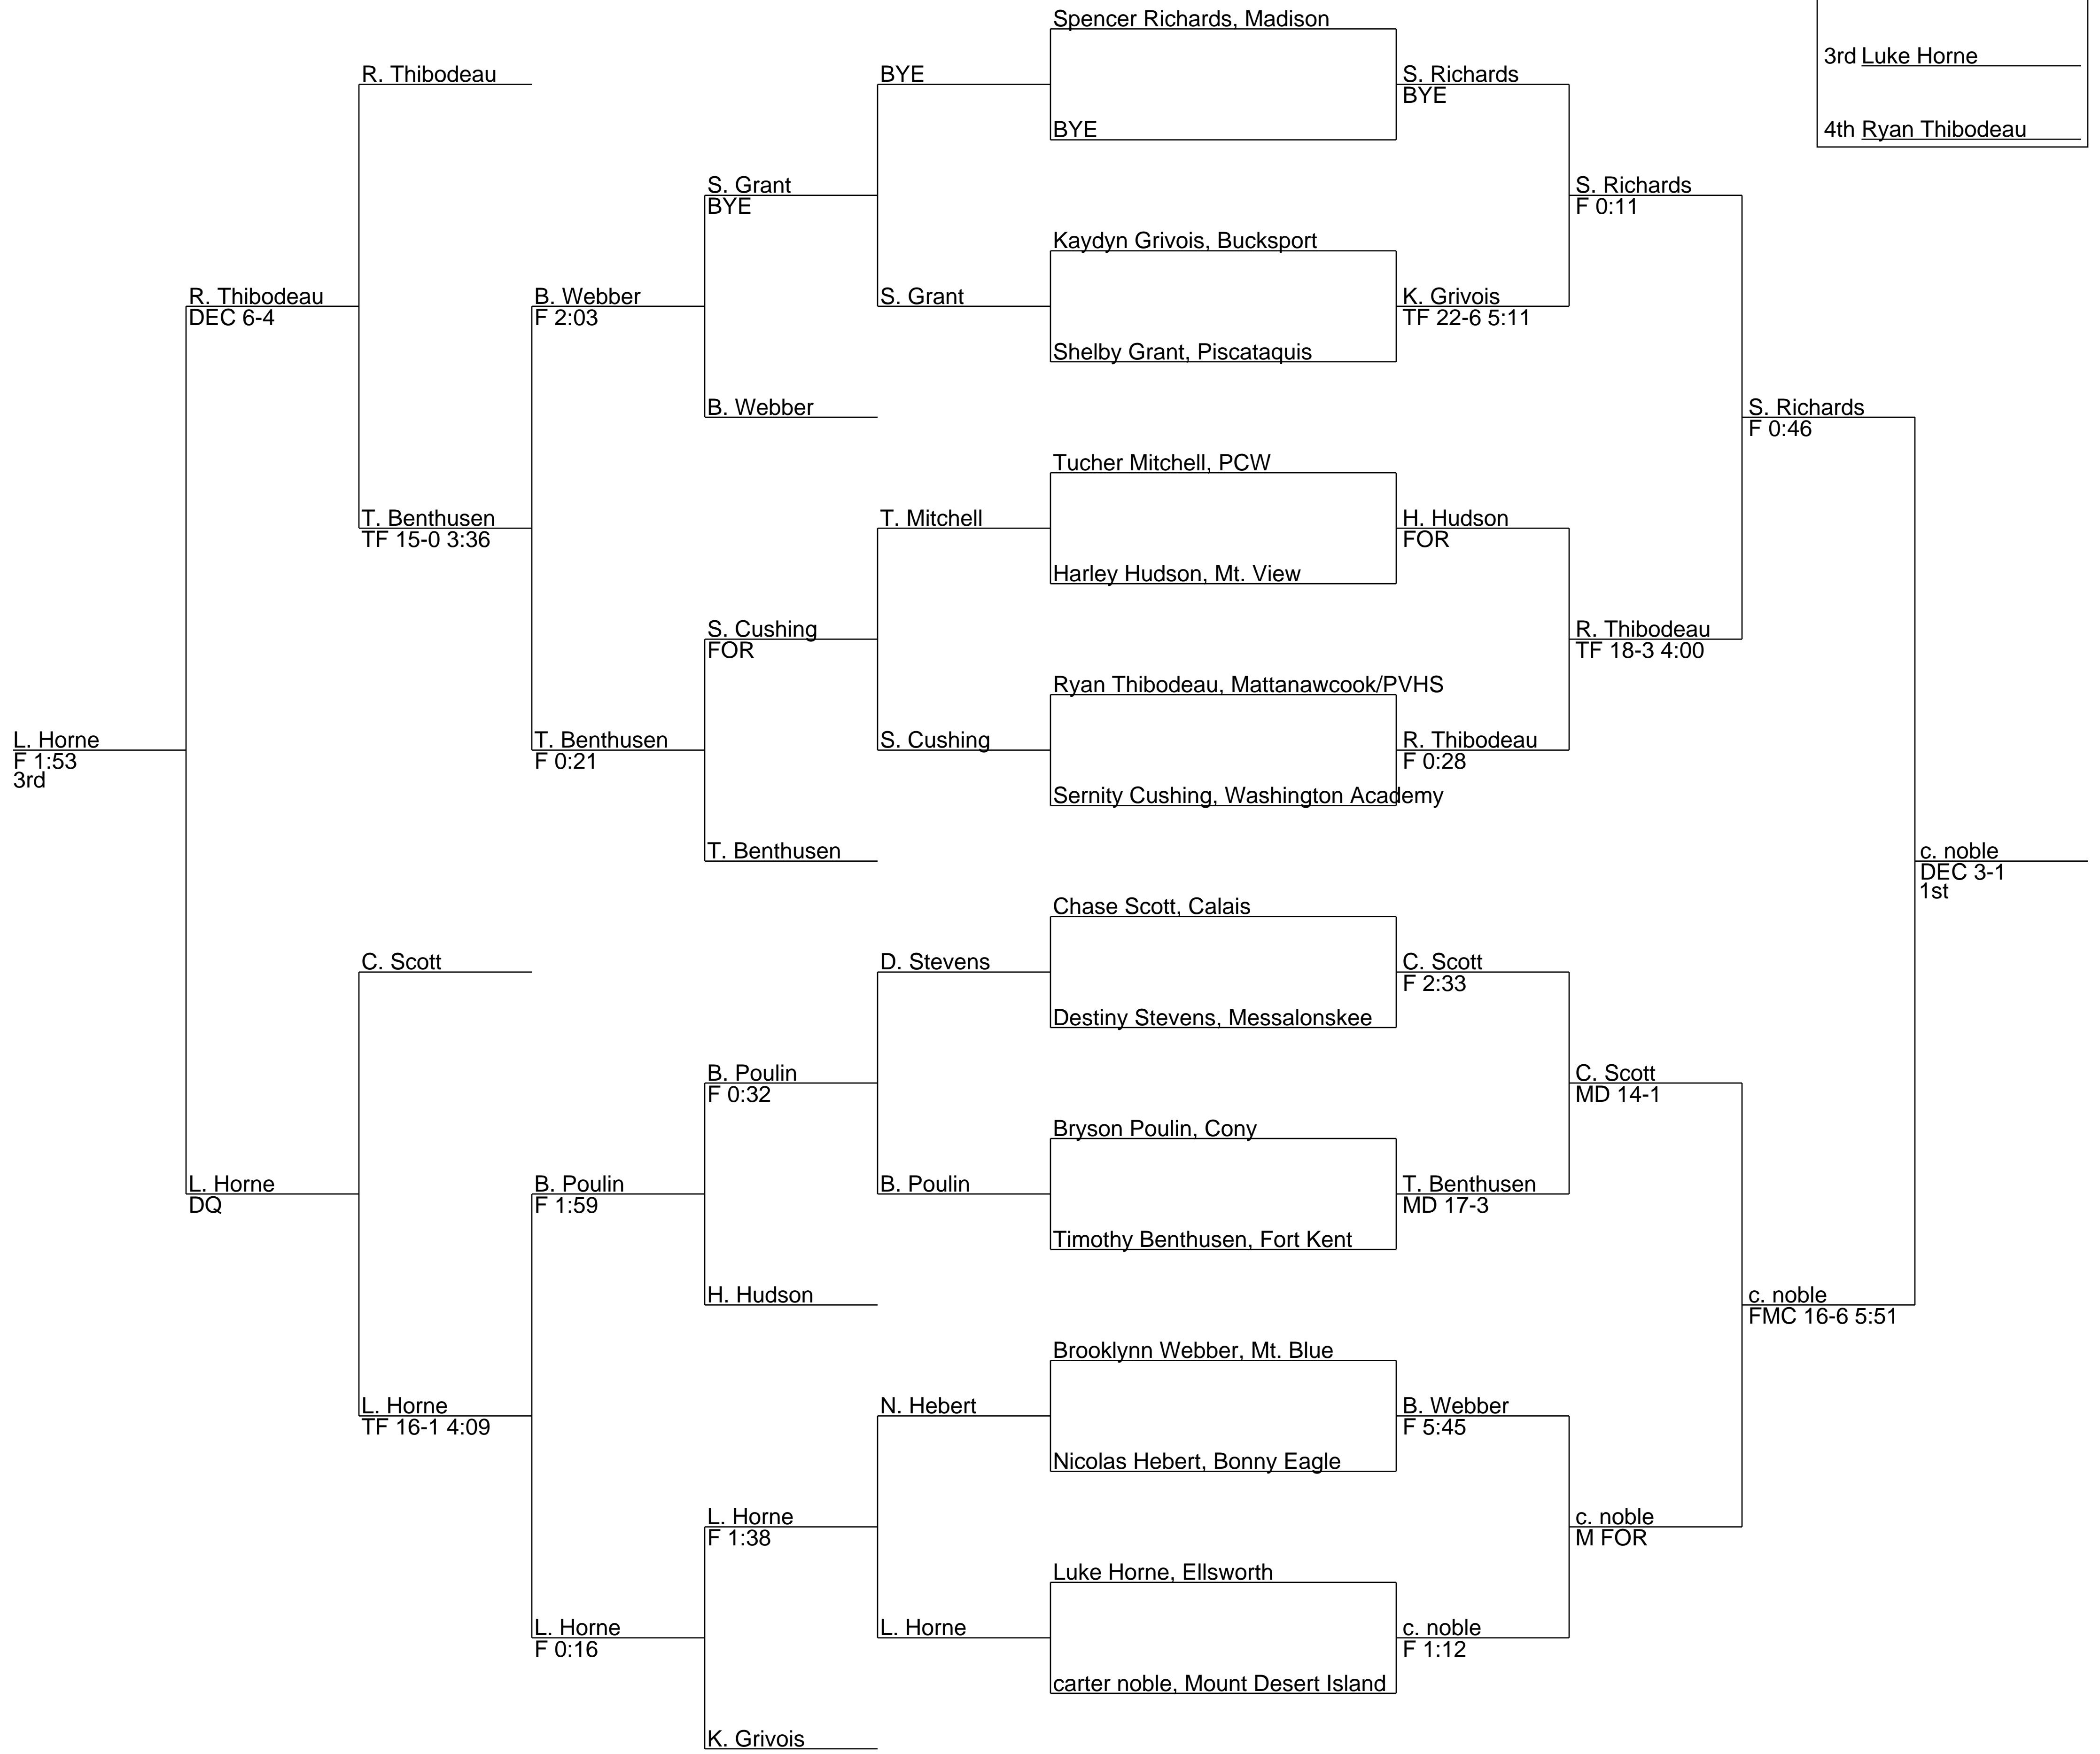 Spencer Richards, Madison
3rd Luke Horne
R. Thibodeau
BYE
S. Richards
BYE
BYE
4th Ryan Thibodeau
S. Grant
BYE
S. Richards
F 0:11
Kaydyn Grivois, Bucksport
R. Thibodeau
DEC 6-4
B. Webber
F 2:03
S. Grant
K. Grivois
TF 22-6 5:11
Shelby Grant, Piscataquis
B. Webber
S. Richards
F 0:46
Tucher Mitchell, PCW
T. Benthusen
TF 15-0 3:36
T. Mitchell
H. Hudson
FOR
Harley Hudson, Mt. View
S. Cushing
FOR
R. Thibodeau
TF 18-3 4:00
Ryan Thibodeau, Mattanawcook/PVHS
L. Horne
F 1:53
3rd
T. Benthusen
F 0:21
S. Cushing
R. Thibodeau
F 0:28
Sernity Cushing, Washington Academy
T. Benthusen
c. noble
DEC 3-1
1st
Chase Scott, Calais
C. Scott
D. Stevens
C. Scott
F 2:33
Destiny Stevens, Messalonskee
B. Poulin
F 0:32
C. Scott
MD 14-1
Bryson Poulin, Cony
L. Horne
DQ
B. Poulin
F 1:59
B. Poulin
T. Benthusen
MD 17-3
Timothy Benthusen, Fort Kent
H. Hudson
c. noble
FMC 16-6 5:51
Brooklynn Webber, Mt. Blue
L. Horne
TF 16-1 4:09
N. Hebert
B. Webber
F 5:45
Nicolas Hebert, Bonny Eagle
L. Horne
F 1:38
c. noble
M FOR
Luke Horne, Ellsworth
L. Horne
F 0:16
L. Horne
c. noble
F 1:12
carter noble, Mount Desert Island
K. Grivois